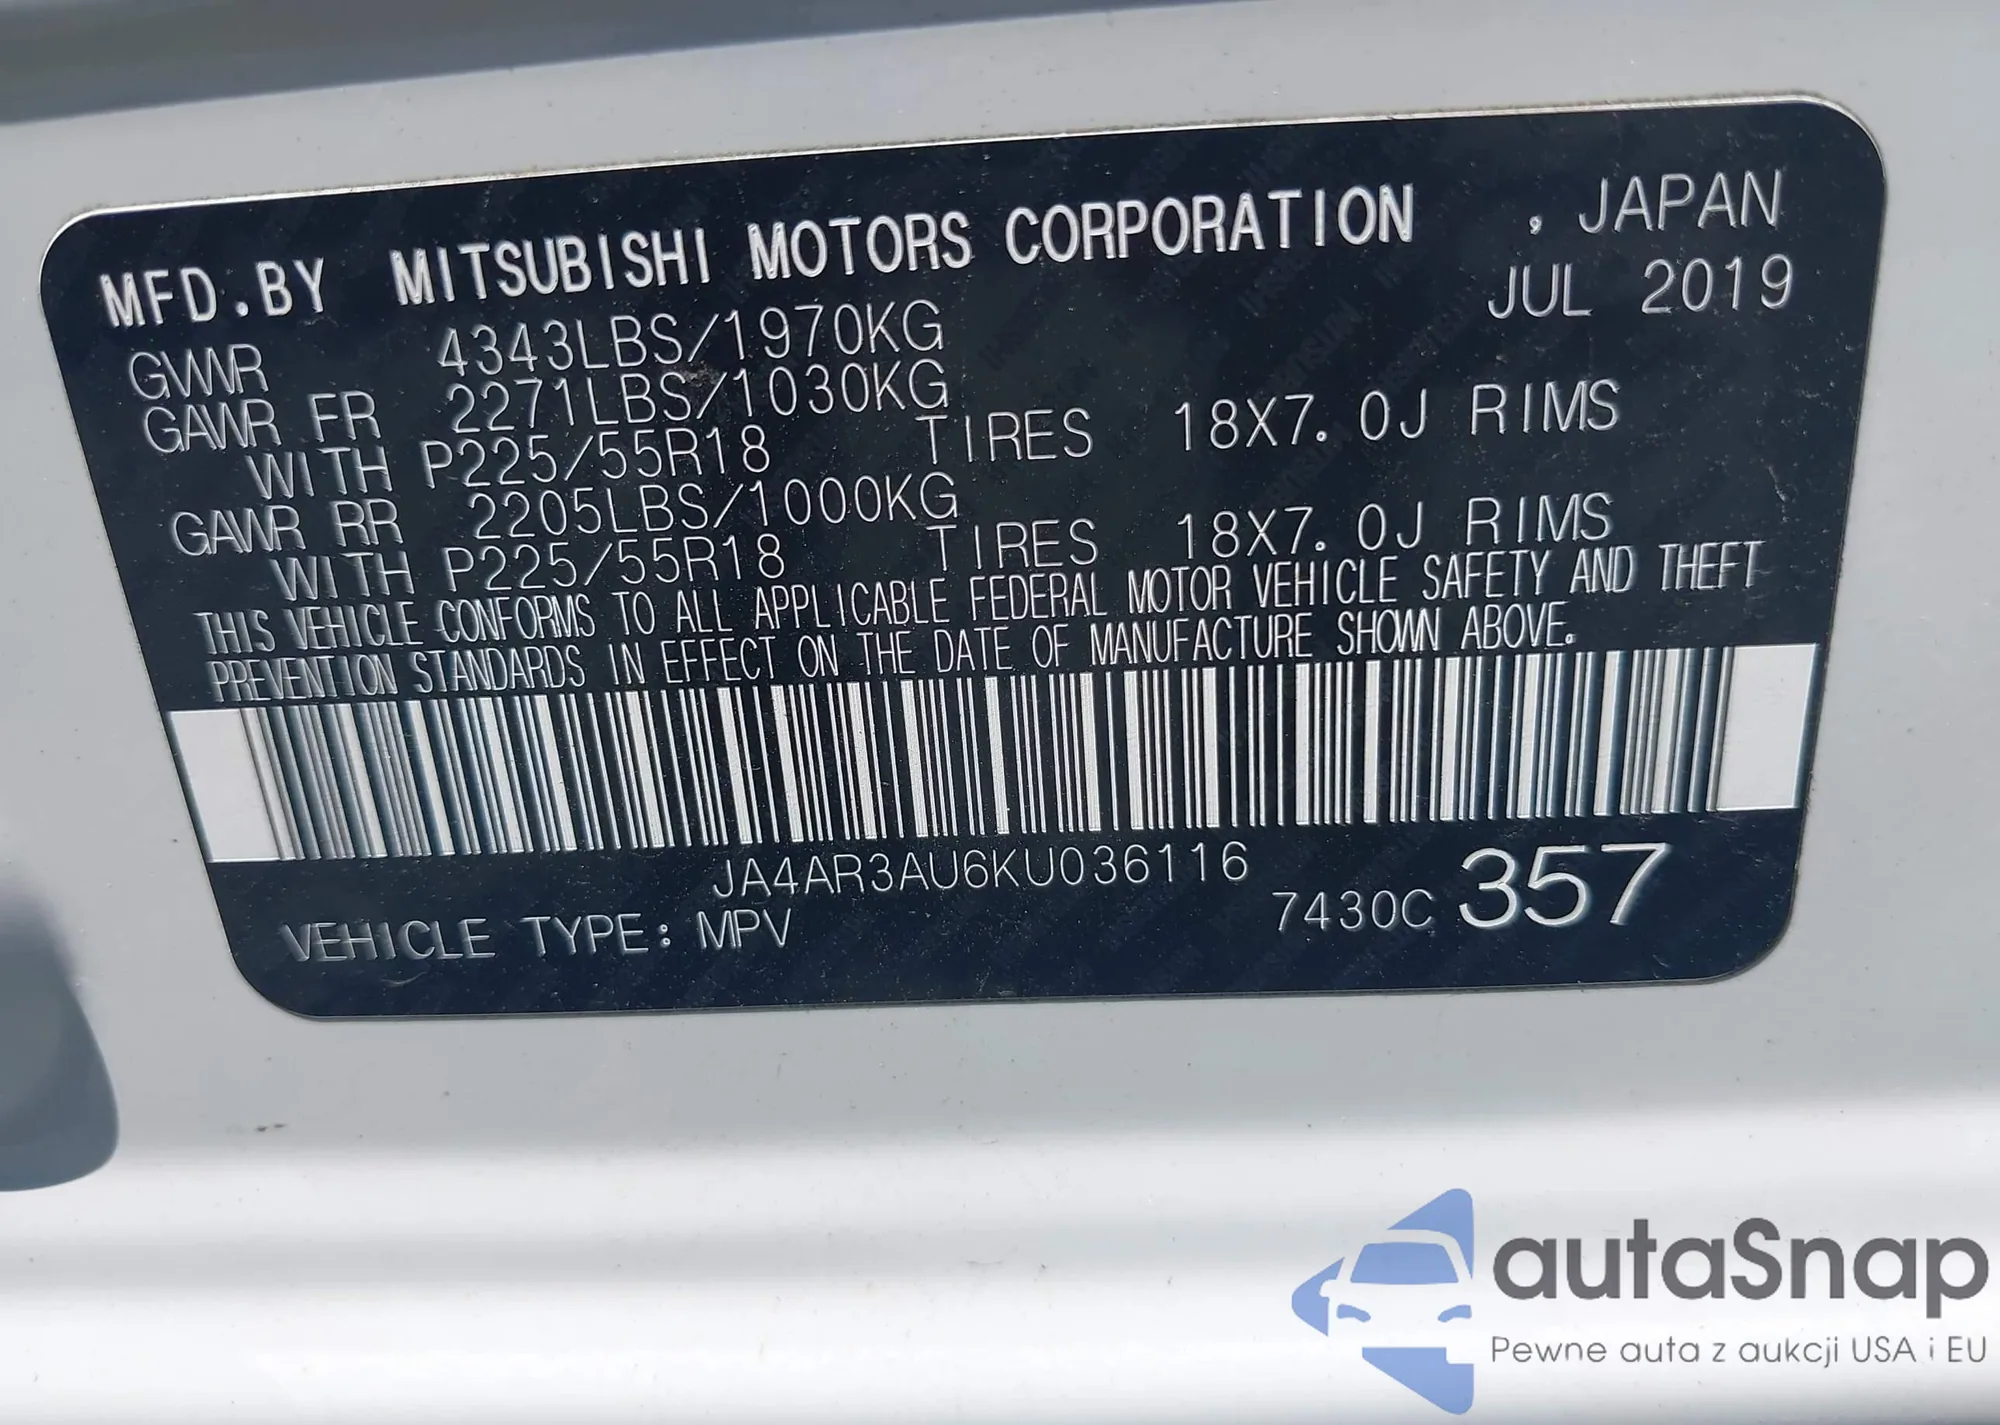 MFD.BY MITSUBISHI MOTORS CORPORATION , JAPAN
JUL 2019
GVWR 4343LBS/1970KG
GAWR FR 2271LBS/1030KG
WITH P225/55R18 TIRES 18X7.0J RIMS
GAWR RR 2205LBS/1000KG
WITH P225/55R18 TIRES 18X7.0J RIMS
THIS VEHICLE CONFORMS TO ALL APPLICABLE FEDERAL MOTOR VEHICLE SAFETY AND THEFT
PREVENTION STANDARDS IN EFFECT ON THE DATE OF MANUFACTURE SHOWN ABOVE.
JA4AR3AU6KU036116
VEHICLE TYPE: MPV 7430C 357
autaSnap
Pewne auta z aukcji USA i EU